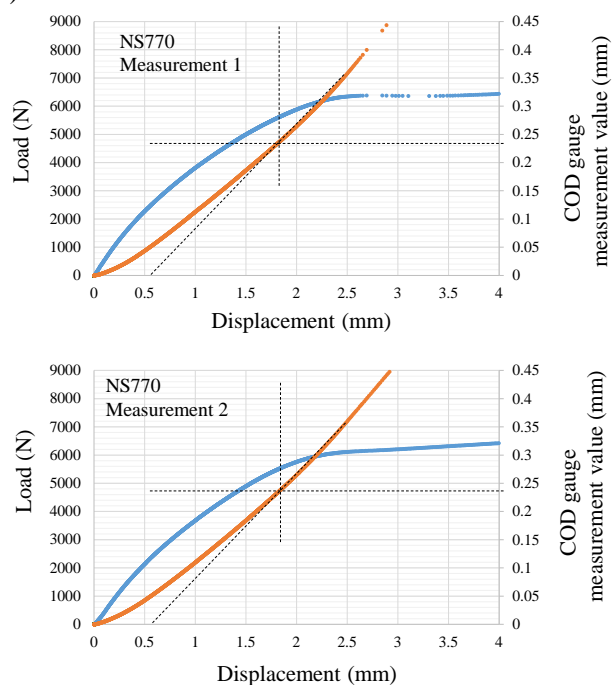 )
NS770
Measurement 1
9000
8000
7000
6000
5000
4000
3000
2000
1000
0
Load (N)
0.45
0.4
0.35
0.3
0.25
0.2
0.15
0.1
0.05
0
COD gauge
measurement value (mm)
0 0.5 1 1.5 2 2.5 3 3.5 4
Displacement (mm)
NS770
Measurement 2
9000
8000
7000
6000
5000
4000
3000
2000
1000
0
Load (N)
0.45
0.4
0.35
0.3
0.25
0.2
0.15
0.1
0.05
0
COD gauge
measurement value (mm)
0 0.5 1 1.5 2 2.5 3 3.5 4
Displacement (mm)